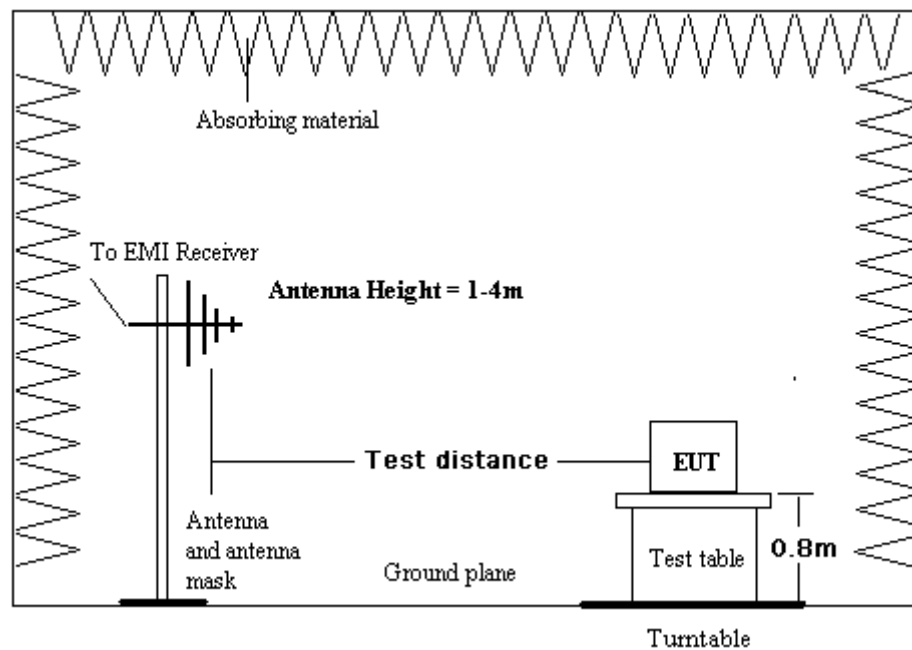 Absorbing material
To EMI Receiver
Antenna Height = 1-4m
Test distance
EUT
Antenna
and antenna
mask
Ground plane
Test table
0.8m
Turntable